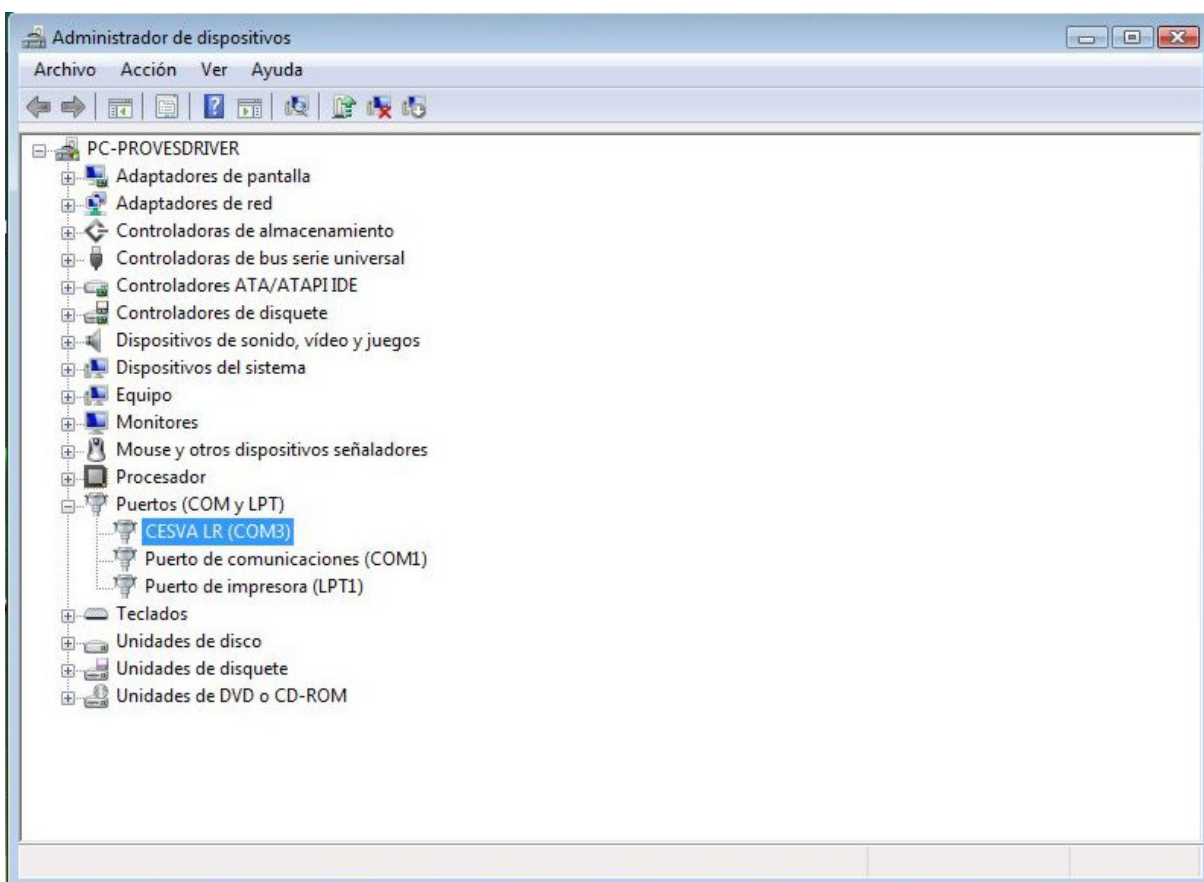 Administrador de dispositivos
Archivo Acción Ver Ayuda
PC-PROVESDRIVER
Adaptadores de pantalla
Adaptadores de red
Controladoras de almacenamiento
Controladoras de bus serie universal
Controladores ATA/ATAPI IDE
Controladores de disquete
Dispositivos de sonido, vídeo y juegos
Dispositivos del sistema
Equipo
Monitores
Mouse y otros dispositivos señaladores
Procesador
Puertos (COM y LPT)
CESVA LR (COM3)
Puerto de comunicaciones (COM1)
Puerto de impresora (LPT1)
Teclados
Unidades de disco
Unidades de disquete
Unidades de DVD o CD-ROM